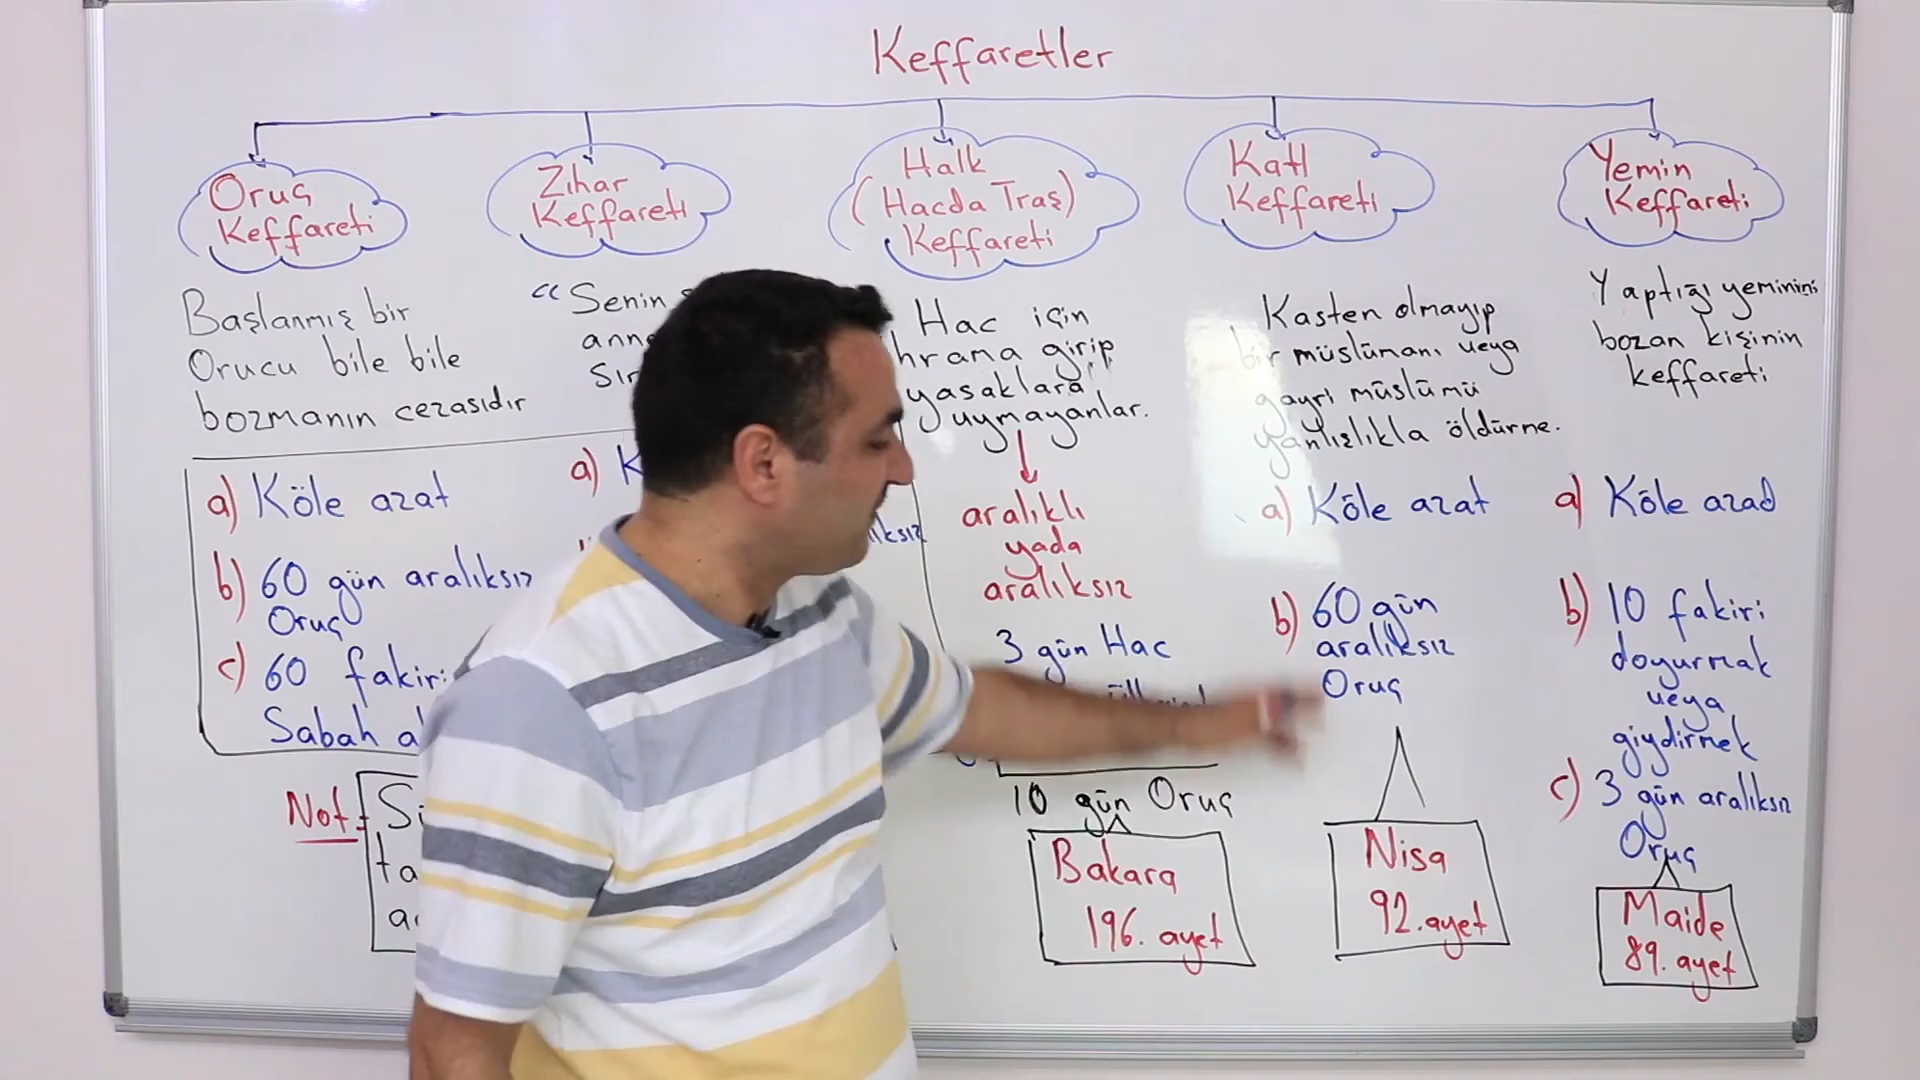 Keffaretler
Oruç
Keffareti
Başlanmış bir
Orucu bile bile
bozmanın cezasıdır
a) Köle azat
b) 60 gün aralıksız
Oruç
c) 60 fakiri
Sabah
Not:
Zıhar
Keffareti
"Senin
a)
Halk
(Hacda Traş)
Keffareti
Hac için
girip
yasaklara
uymayanlar.
aralıklı
yada
aralıksız
3 gün Hac
10 gün Oruç
Bakara
196. ayet
Katl
Keffareti
Kasten olmayıp
bir müslümanı veya
gayri müslümü
yanlışlıkla öldürme.
a) Köle azat
b) 60 gün
aralıksız
Oruç
Nisa
92. ayet
Yemin
Keffareti
Yaptığı yeminini
bozan kişinin
keffareti
a) Köle azad
b) 10 fakiri
doyurmak
veya
giydirmek
c) 3 gün aralıksız
Oruç
Maide
89. ayet